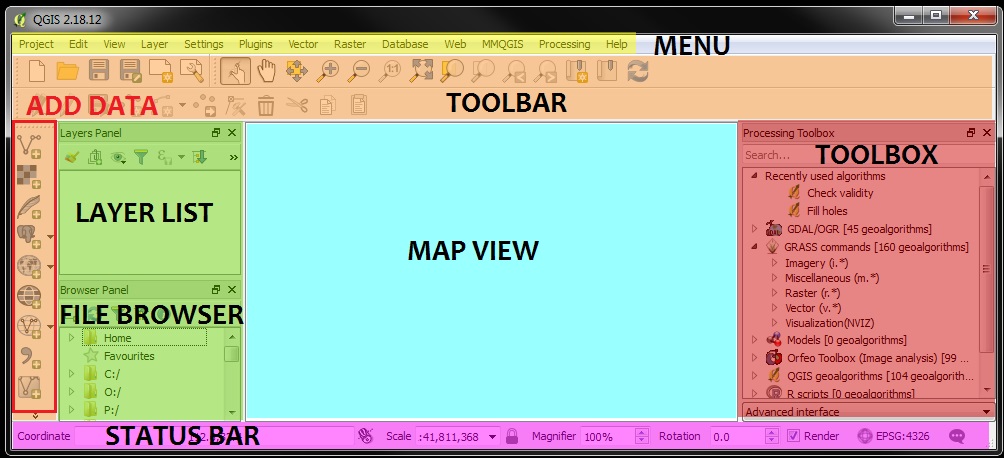 QGIS 2.18.12
Project Edit View Layer Settings Plugins Vector Raster Database Web MMQGIS Processing Help
MENU
TOOLBAR
ADD DATA
Layers Panel
LAYER LIST
Browser Panel
FILE BROWSER
Home
Favourites
C:/
O:/
P:/
MAP VIEW
Processing Toolbox
Search...
TOOLBOX
Recently used algorithms
Check validity
Fill holes
GDAL/OGR [45 geoalgorithms]
GRASS commands [160 geoalgorithms]
Imagery (i.*)
Miscellaneous (m.*)
Raster (r.*)
Vector (v.*)
Visualization(NVIZ)
Models [0 geoalgorithms]
Orfeo Toolbox (Image analysis) [99 ...
QGIS geoalgorithms [104 geoalgorith...
R scripts [0 geoalgorithms]
Advanced interface
STATUS BAR
Coordinate Scale :41,811,368 Magnifier 100% Rotation 0.0 Render EPSG:4326